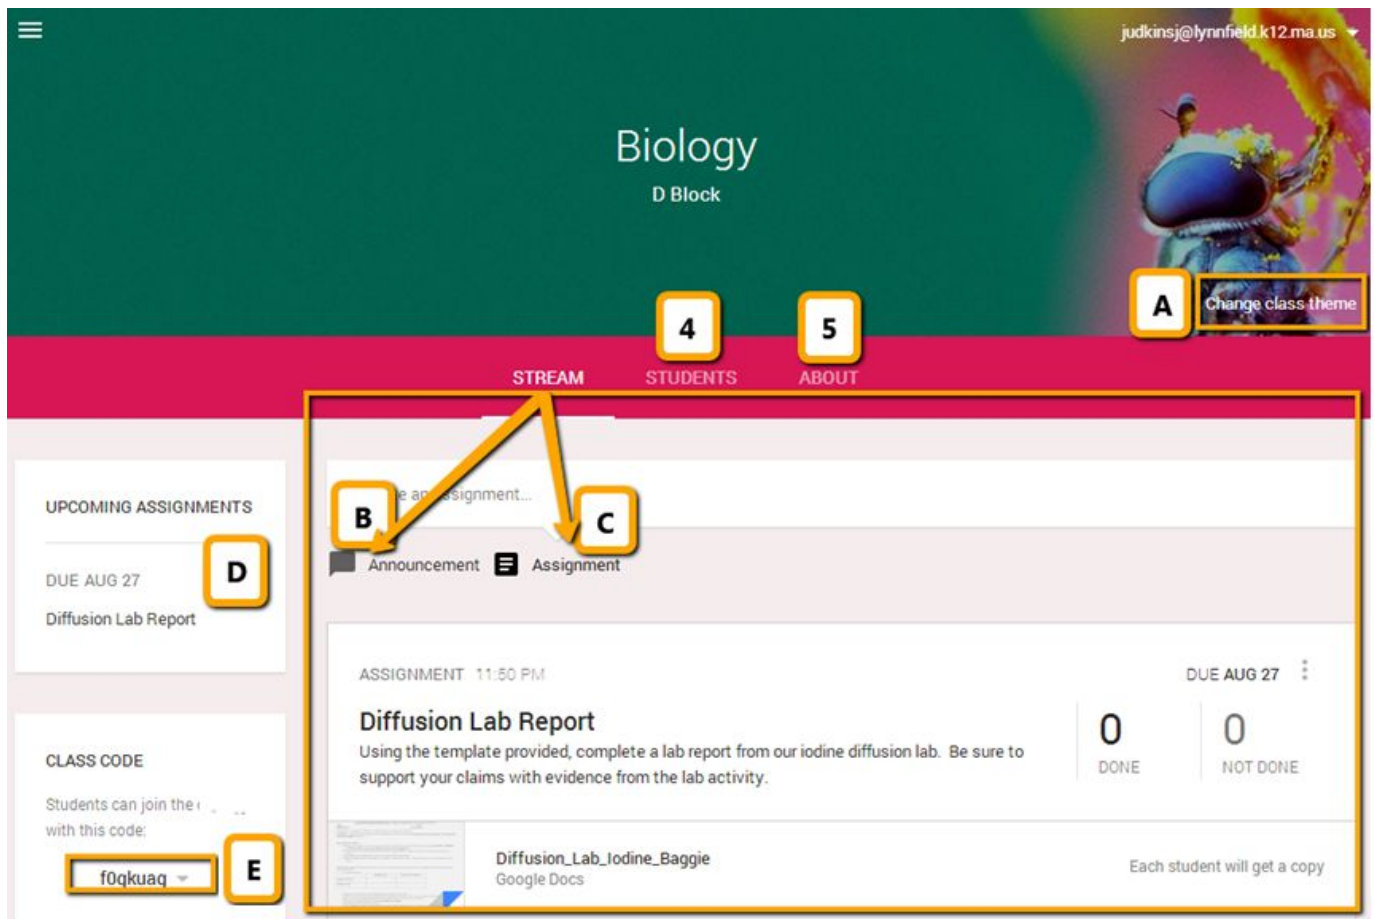 judkinsj@lynnfield.k12.ma.us
Biology
D Block
A
Change class theme
4
5
STREAM
STUDENTS
ABOUT
UPCOMING ASSIGNMENTS
D
DUE AUG 27
Diffusion Lab Report
B
assignment...
C
Announcement
Assignment
ASSIGNMENT 11:50 PM
DUE AUG 27
Diffusion Lab Report
Using the template provided, complete a lab report from our iodine diffusion lab. Be sure to
support your claims with evidence from the lab activity.
0
DONE
0
NOT DONE
CLASS CODE
Students can join the
with this code:
f0qkuaq
E
Diffusion_Lab_Iodine_Baggie
Google Docs
Each student will get a copy